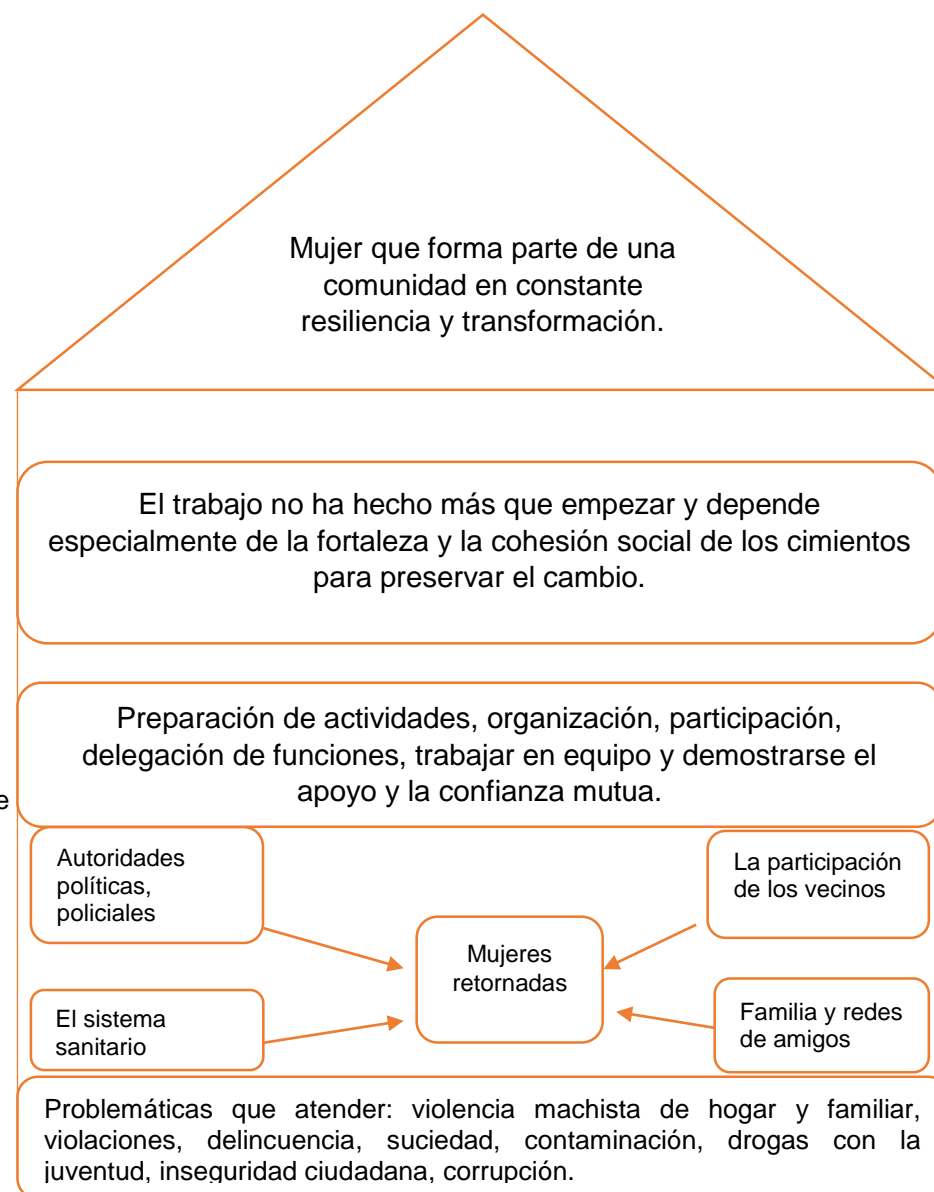 Mujer que forma parte de una
comunidad en constante
resiliencia y transformación.
El trabajo no ha hecho más que empezar y depende
especialmente de la fortaleza y la cohesión social de los cimientos
para preservar el cambio.
Preparación de actividades, organización, participación,
delegación de funciones, trabajar en equipo y demostrarse el
apoyo y la confianza mutua.
e
Autoridades
políticas,
policiales
La participación
de los vecinos
Mujeres
retornadas
El sistema
sanitario
Familia y redes
de amigos
Problemáticas que atender: violencia machista de hogar y familiar,
violaciones, delincuencia, suciedad, contaminación, drogas con la
juventud, inseguridad ciudadana, corrupción.